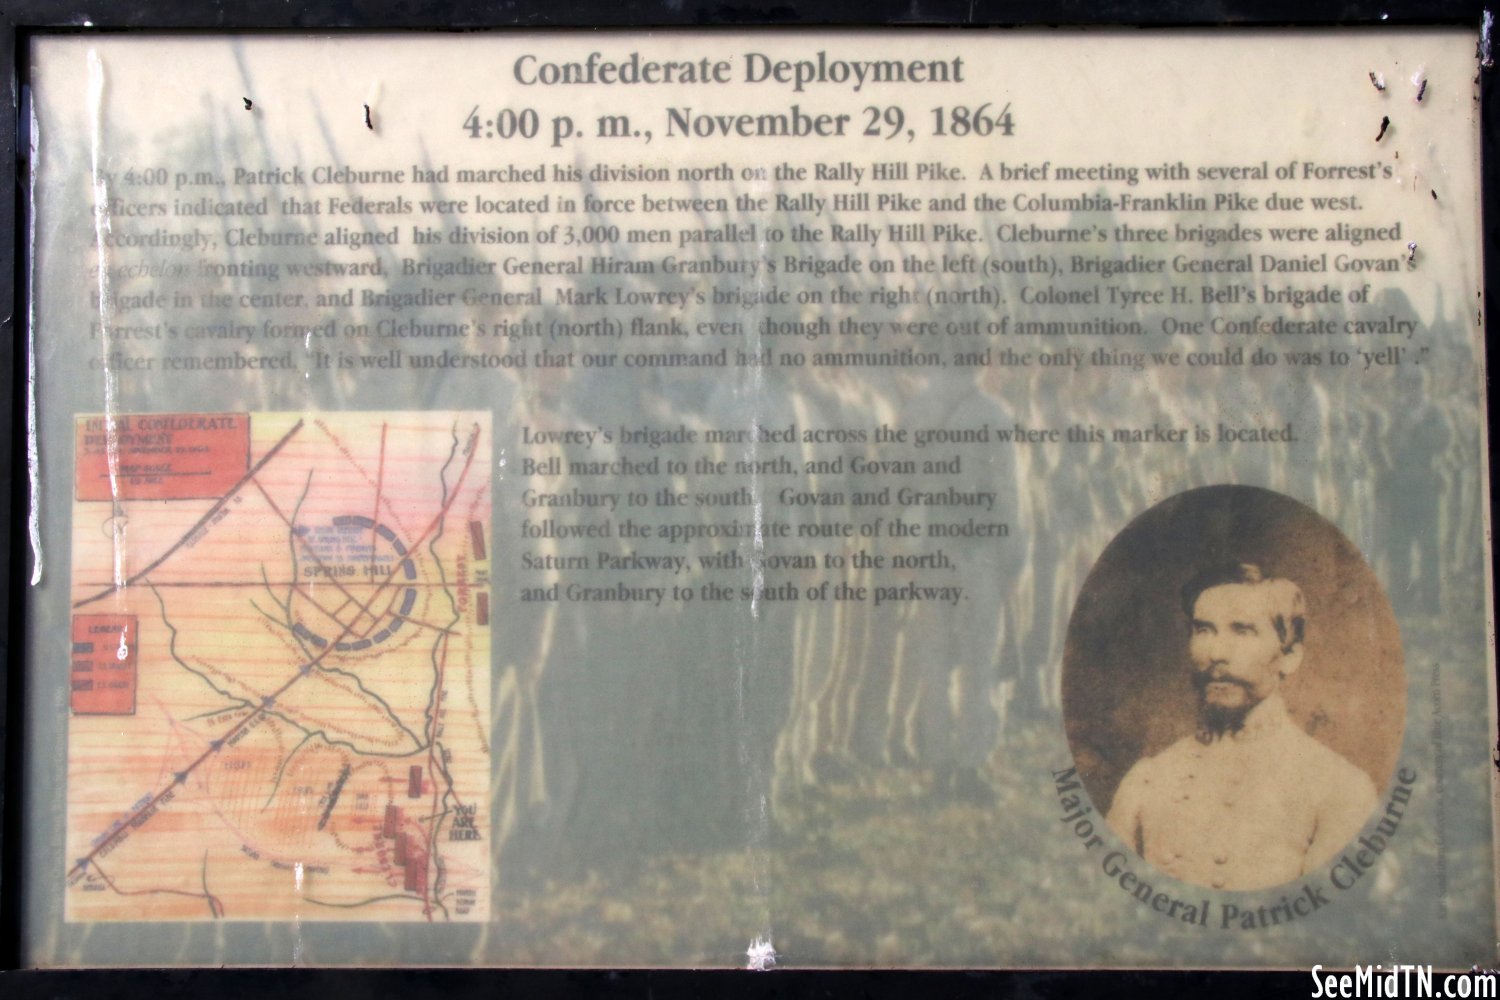 Confederate Deployment
4:00 p. m., November 29, 1864
By 4:00 p.m., Patrick Cleburne had marched his division north on the Rally Hill Pike. A brief meeting with several of Forrest's
officers indicated that Federals were located in force between the Rally Hill Pike and the Columbia-Franklin Pike due west.
Accordingly, Cleburne aligned his division of 3,000 men parallel to the Rally Hill Pike. Cleburne's three brigades were aligned
en echelon fronting westward, Brigadier General Hiram Granbury's Brigade on the left (south), Brigadier General Daniel Govan's
brigade in the center, and Brigadier General Mark Lowrey's brigade on the right (north). Colonel Tyree H. Bell's brigade of
Forrest's cavalry formed on Cleburne's right (north) flank, even though they were out of ammunition. One Confederate cavalry
officer remembered, "It is well understood that our command had no ammunition, and the only thing we could do was to 'yell' ."
Lowrey's brigade marched across the ground where this marker is located.
Bell marched to the north, and Govan and
Granbury to the south. Govan and Granbury
followed the approximate route of the modern
Saturn Parkway, with Govan to the north,
and Granbury to the south of the parkway.
INITIAL CONFEDERATE
DEPLOYMENT
MAP SCALE
SPRING HILL
FORREST
LEGEND
CLEBURNE
YOU
ARE
HERE
Major General Patrick Cleburne
SeeMidTN.com